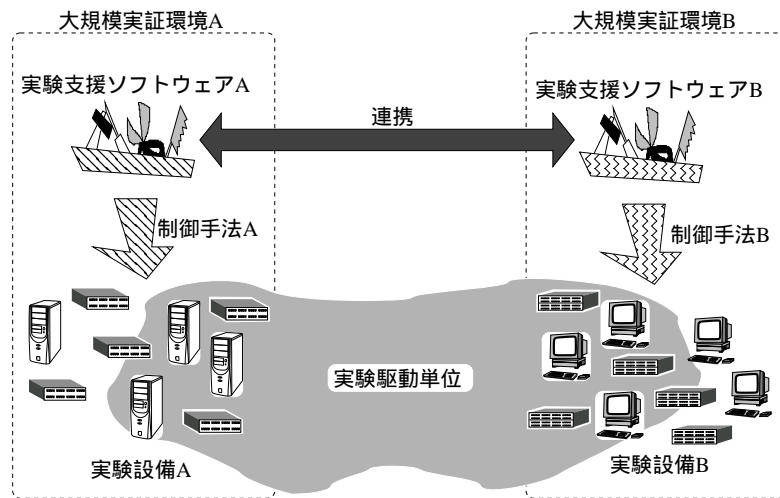 大規模実証環境A
大規模実証環境B
実験支援ソフトウェアA
実験支援ソフトウェアB
連携
制御手法A
制御手法B
実験駆動単位
実験設備A
実験設備B